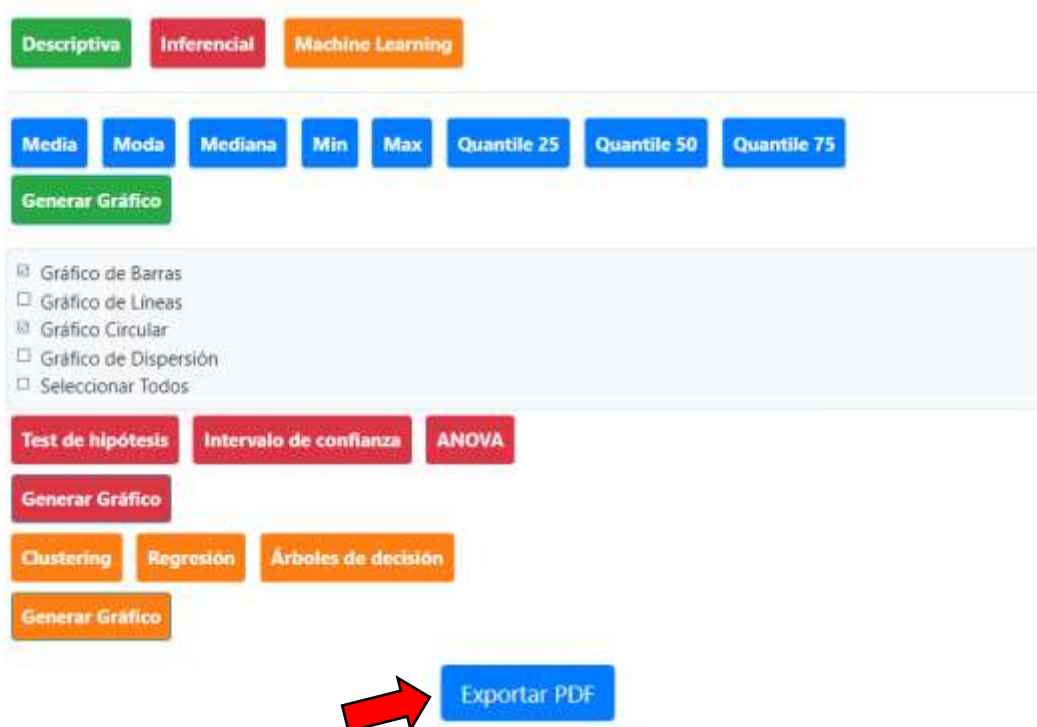 Descriptiva Inferencial Machine Learning
Media Moda Mediana Min Max Quantile 25 Quantile 50 Quantile 75
Generar Gráfico
Gráfico de Barras
Gráfico de Líneas
Gráfico Circular
Gráfico de Dispersión
Seleccionar Todos
Test de hipótesis Intervalo de confianza ANOVA
Generar Gráfico
Clustering Regresión Árboles de decisión
Generar Gráfico
Exportar PDF